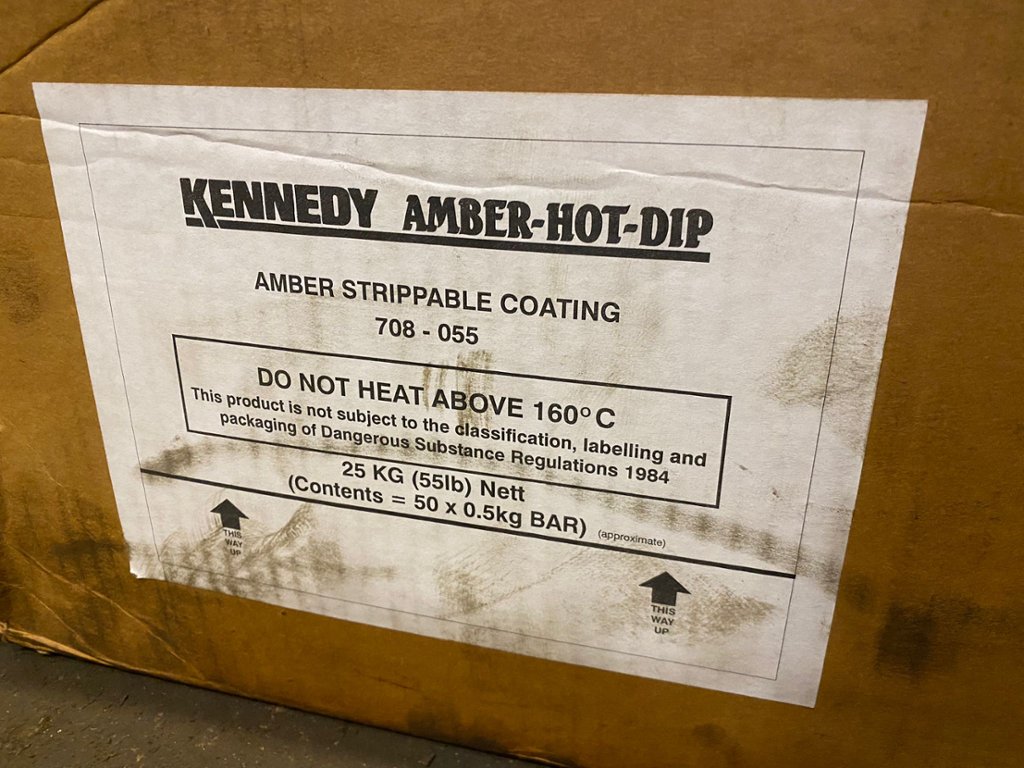 KENNEDY AMBER-HOT-DIP
AMBER STRIPPABLE COATING
708 - 055
DO NOT HEAT ABOVE 160°C
This product is not subject to the classification, labelling and
packaging of Dangerous Substance Regulations 1984
25 KG (55lb) Nett
(Contents = 50 x 0.5kg BAR) (approximate)
THIS
WAY
UP
THIS
WAY
UP